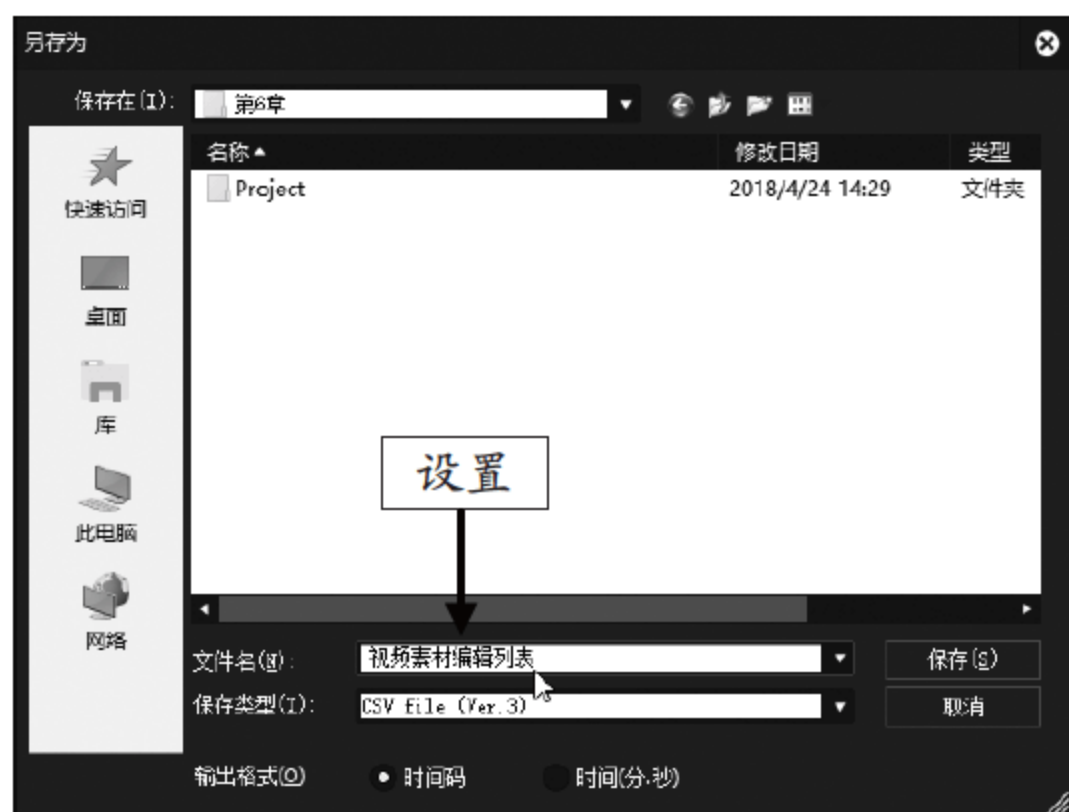 另存为
保存在(I):
第6章
名称
修改日期
类型
Project
2018/4/24 14:29
文件夹
快速访问
桌面
库
此电脑
网络
设置
文件名(N):
视频素材编辑列表
保存(S)
保存类型(T):
CSV file (Ver.3)
取消
输出格式(O)
时间码
时间(分.秒)